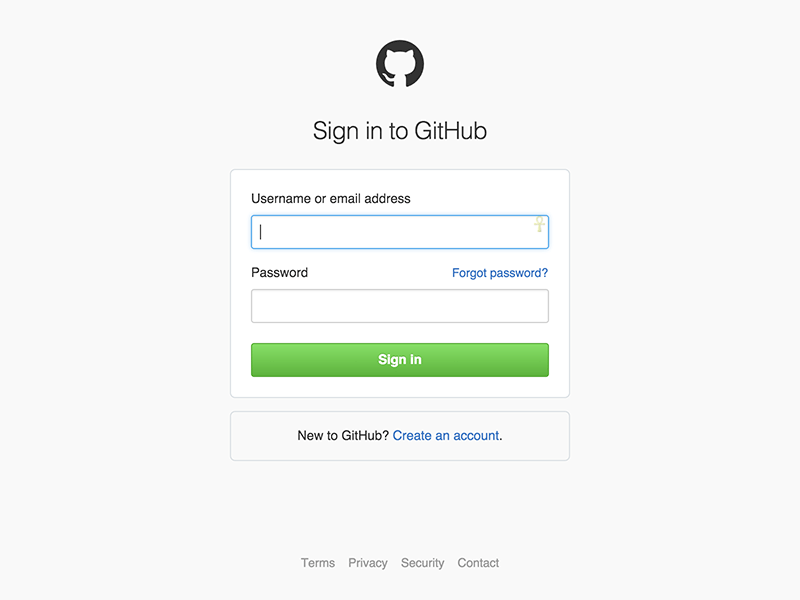 Sign in to GitHub
Username or email address
Password Forgot password?
Sign in
New to GitHub? Create an account.
Terms Privacy Security Contact